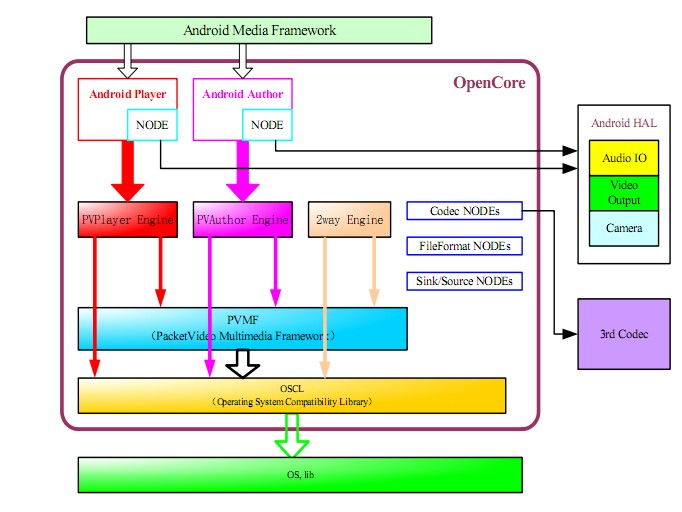 Android Media Framework
OpenCore
Android Player
NODE
Android Author
NODE
Android HAL
Audio IO
Video
Output
Camera
PVPlayer Engine
PVAuthor Engine
2way Engine
Codec NODEs
FileFormat NODEs
Sink/Source NODEs
PVMF
（PacketVideo Multimedia Framework）
3rd Codec
OSCL
（Operating System Compatibility Library）
OS, lib